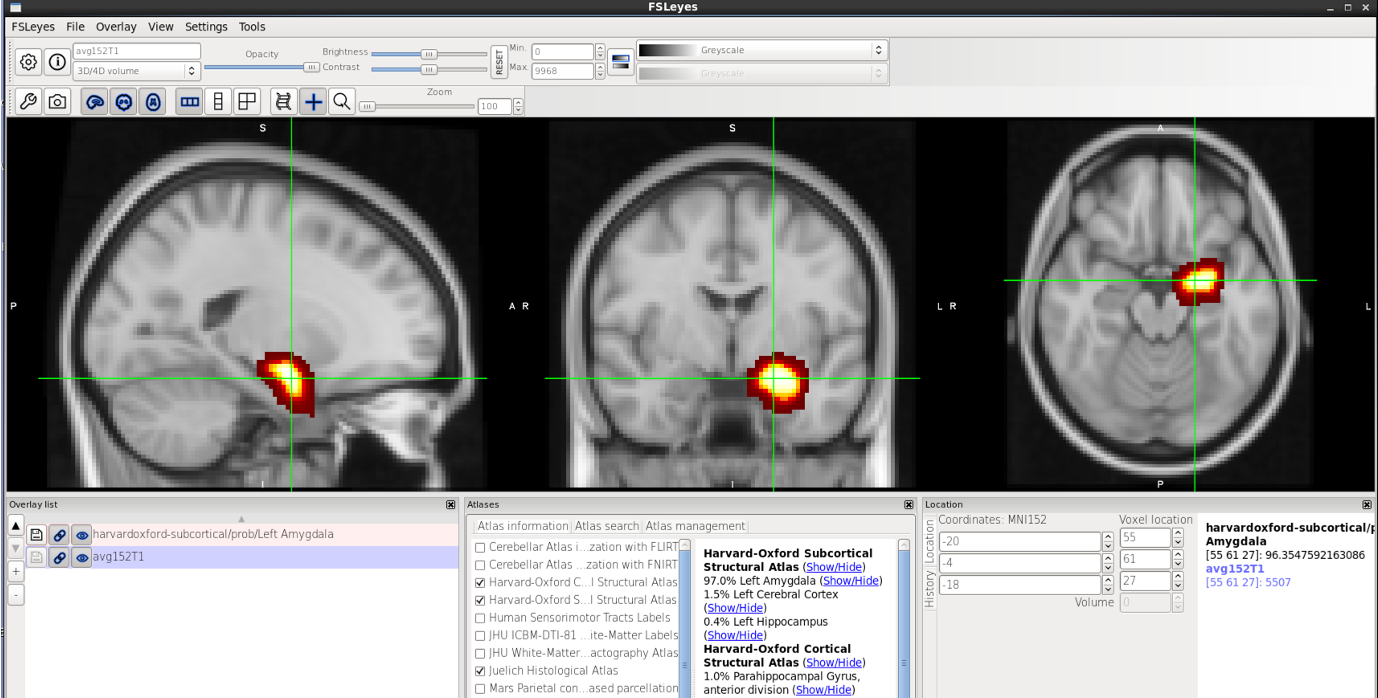 FSLeyes
FSLeyes File Overlay View Settings Tools
avg152T1
3D/4D volume
Opacity
Brightness
Contrast
RESET
Min. 0
Max. 9968
Greyscale
Greyscale
Zoom
100
S
P
A
I
S
R
L
I
A
R
L
P
Overlay list
harvardoxford-subcortical/prob/Left Amygdala
avg152T1
+
-
Atlases
Atlas information Atlas search Atlas management
Cerebellar Atlas i...zation with FLIRT
Cerebellar Atlas ...zation with FNIRT
Harvard-Oxford C...l Structural Atlas
Harvard-Oxford S...l Structural Atlas
Human Sensorimotor Tracts Labels
JHU ICBM-DTI-81 ...ite-Matter Labels
JHU White-Matter...actography Atlas
Juelich Histological Atlas
Mars Parietal con...ased parcellation
Harvard-Oxford Subcortical
Structural Atlas (Show/Hide)
97.0% Left Amygdala (Show/Hide)
1.5% Left Cerebral Cortex
(Show/Hide)
0.4% Left Hippocampus
(Show/Hide)
Harvard-Oxford Cortical
Structural Atlas (Show/Hide)
1.0% Parahippocampal Gyrus,
anterior division (Show/Hide)
Location
Location
History
Coordinates: MNI152
-20
-4
-18
Voxel location
55
61
27
Volume 0
harvardoxford-subcortical/p
Amygdala
[55 61 27]: 96.3547592163086
avg152T1
[55 61 27]: 5507